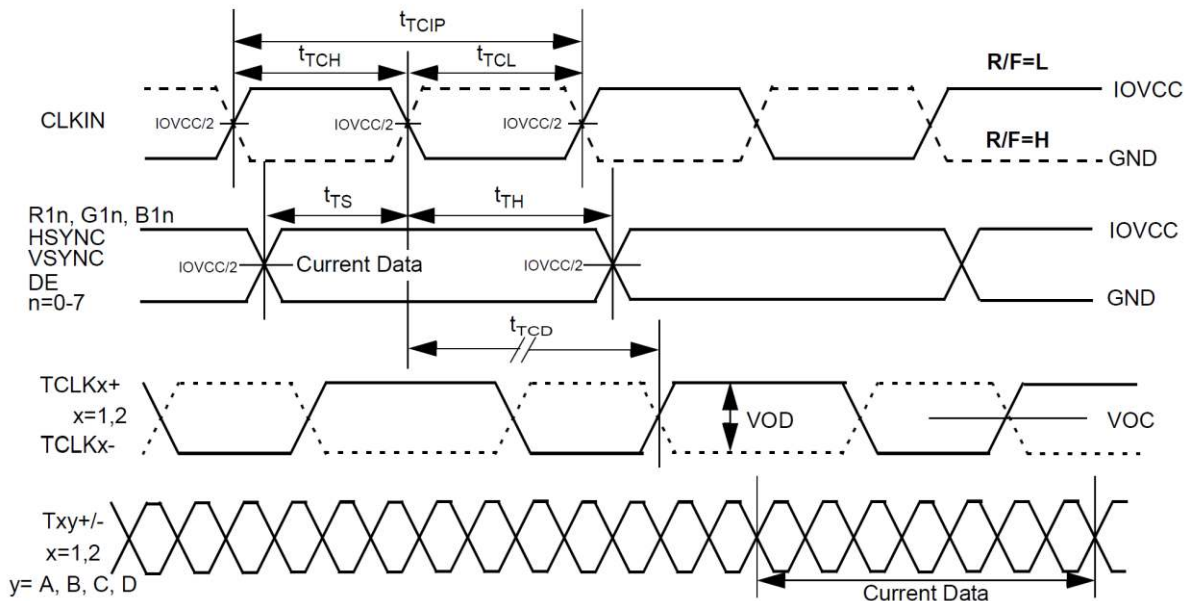 tTCIP
tTCH
tTCL
R/F=L
IOVCC
CLKIN
IOVCC/2
IOVCC/2
IOVCC/2
R/F=H
GND
tTS
tTH
R1n, G1n, B1n
HSYNC
VSYNC
DE
n=0-7
IOVCC
IOVCC/2
Current Data
IOVCC/2
GND
tTCD
TCLKx+
x=1,2
TCLKx-
VOD
VOC
Txy+/-
x=1,2
y= A, B, C, D
Current Data